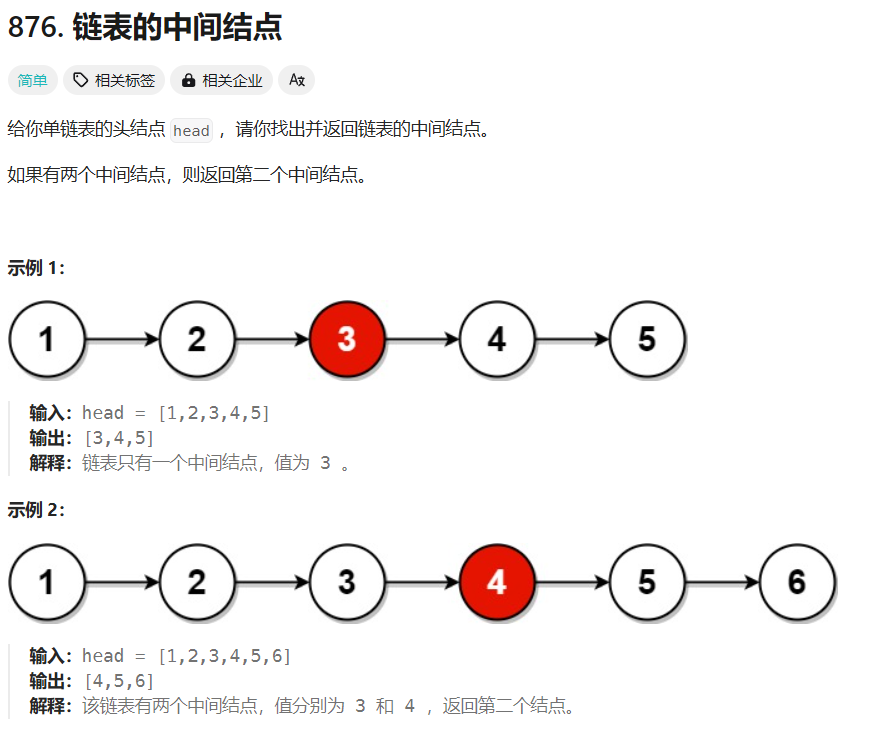 876. 链表的中间结点
简单 相关标签 相关企业 Aあ
给你单链表的头结点 head ，请你找出并返回链表的中间结点。
如果有两个中间结点，则返回第二个中间结点。
示例 1：
1 2 3 4 5
输入：head = [1,2,3,4,5]
输出：[3,4,5]
解释：链表只有一个中间结点，值为 3 。
示例 2：
1 2 3 4 5 6
输入：head = [1,2,3,4,5,6]
输出：[4,5,6]
解释：该链表有两个中间结点，值分别为 3 和 4 ，返回第二个结点。